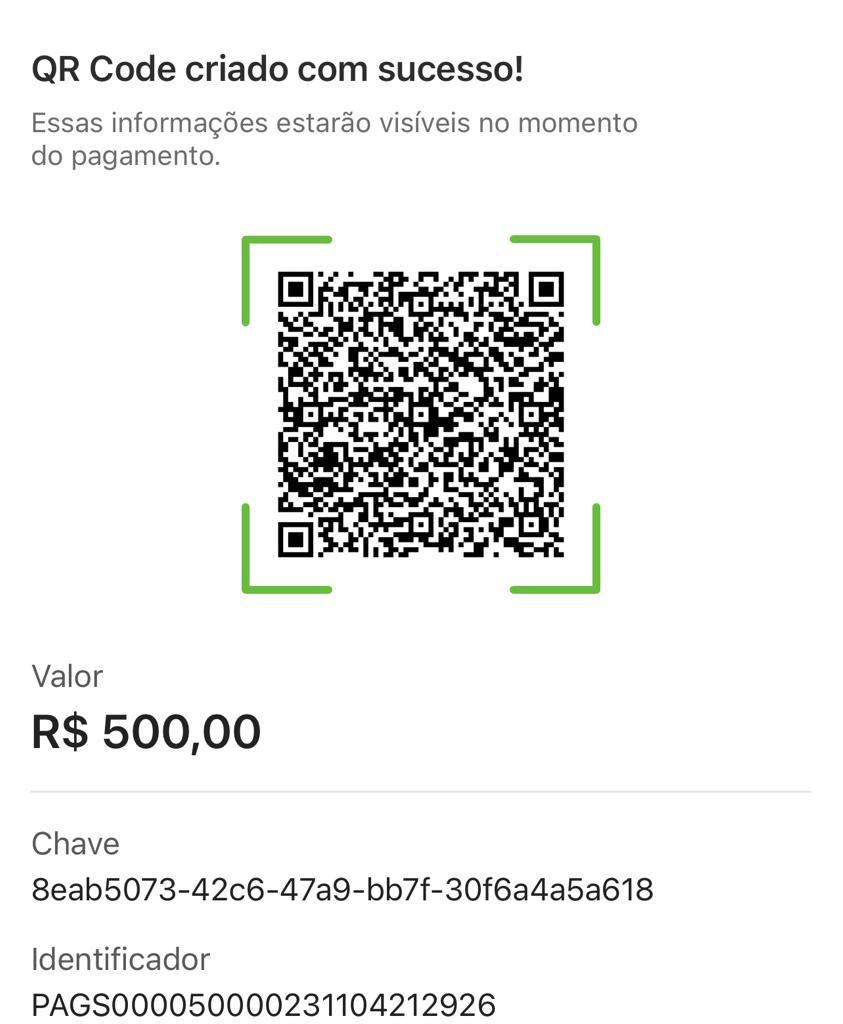 QR Code criado com sucesso!
Essas informações estarão visíveis no momento
do pagamento.
Valor
R$ 500,00
Chave
8eab5073-42c6-47a9-bb7f-30f6a4a5a618
Identificador
PAGS000050000231104212926